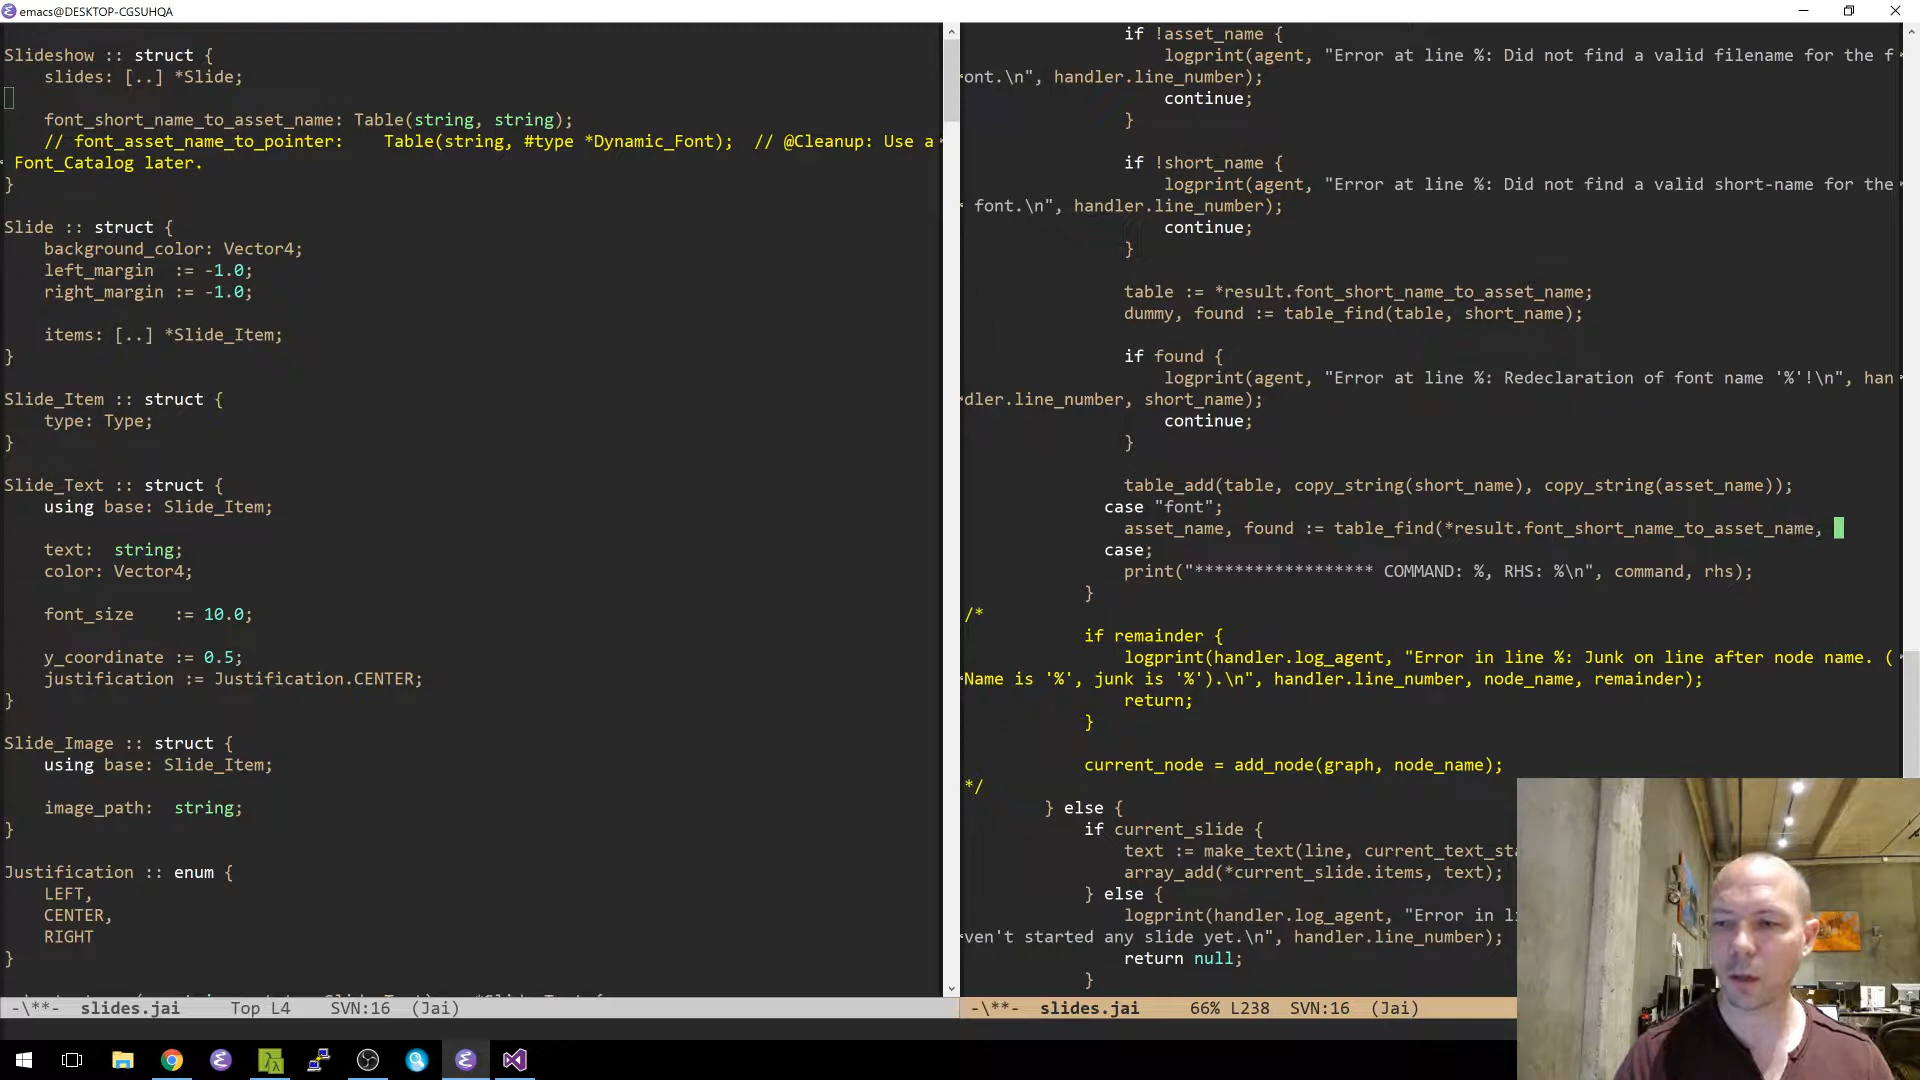 emacs@DESKTOP-CGSUHQA
Slideshow :: struct {
    slides: [..] *Slide;
    font_short_name_to_asset_name: Table(string, string);
    // font_asset_name_to_pointer:    Table(string, #type *Dynamic_Font);  // @Cleanup: Use a
 Font_Catalog later.
}
Slide :: struct {
    background_color: Vector4;
    left_margin  := -1.0;
    right_margin := -1.0;
    items: [..] *Slide_Item;
}
Slide_Item :: struct {
    type: Type;
}
Slide_Text :: struct {
    using base: Slide_Item;
    text:  string;
    color: Vector4;
    font_size    := 10.0;
    y_coordinate := 0.5;
    justification := Justification.CENTER;
}
Slide_Image :: struct {
    using base: Slide_Item;
    image_path:  string;
}
Justification :: enum {
    LEFT,
    CENTER,
    RIGHT
}
-\**-  slides.jai     Top L4    SVN:16  (Jai)
                if !asset_name {
                    logprint(agent, "Error at line %: Did not find a valid filename for the f
ont.\n", handler.line_number);
                    continue;
                }
                if !short_name {
                    logprint(agent, "Error at line %: Did not find a valid short-name for the
 font.\n", handler.line_number);
                    continue;
                }
                table := *result.font_short_name_to_asset_name;
                dummy, found := table_find(table, short_name);
                if found {
                    logprint(agent, "Error at line %: Redeclaration of font name '%'!\n", han
dler.line_number, short_name);
                    continue;
                }
                table_add(table, copy_string(short_name), copy_string(asset_name));
              case "font";
                asset_name, found := table_find(*result.font_short_name_to_asset_name,
              case;
                print("****************** COMMAND: %, RHS: %\n", command, rhs);
            }
/*
            if remainder {
                logprint(handler.log_agent, "Error in line %: Junk on line after node name. (
Name is '%', junk is '%').\n", handler.line_number, node_name, remainder);
                return;
            }
            current_node = add_node(graph, node_name);
*/
        } else {
            if current_slide {
                text := make_text(line, current_text_st
                array_add(*current_slide.items, text);
            } else {
                logprint(handler.log_agent, "Error in li
ven't started any slide yet.\n", handler.line_number);
                return null;
            }
-\**-  slides.jai     66% L238  SVN:16  (Jai)